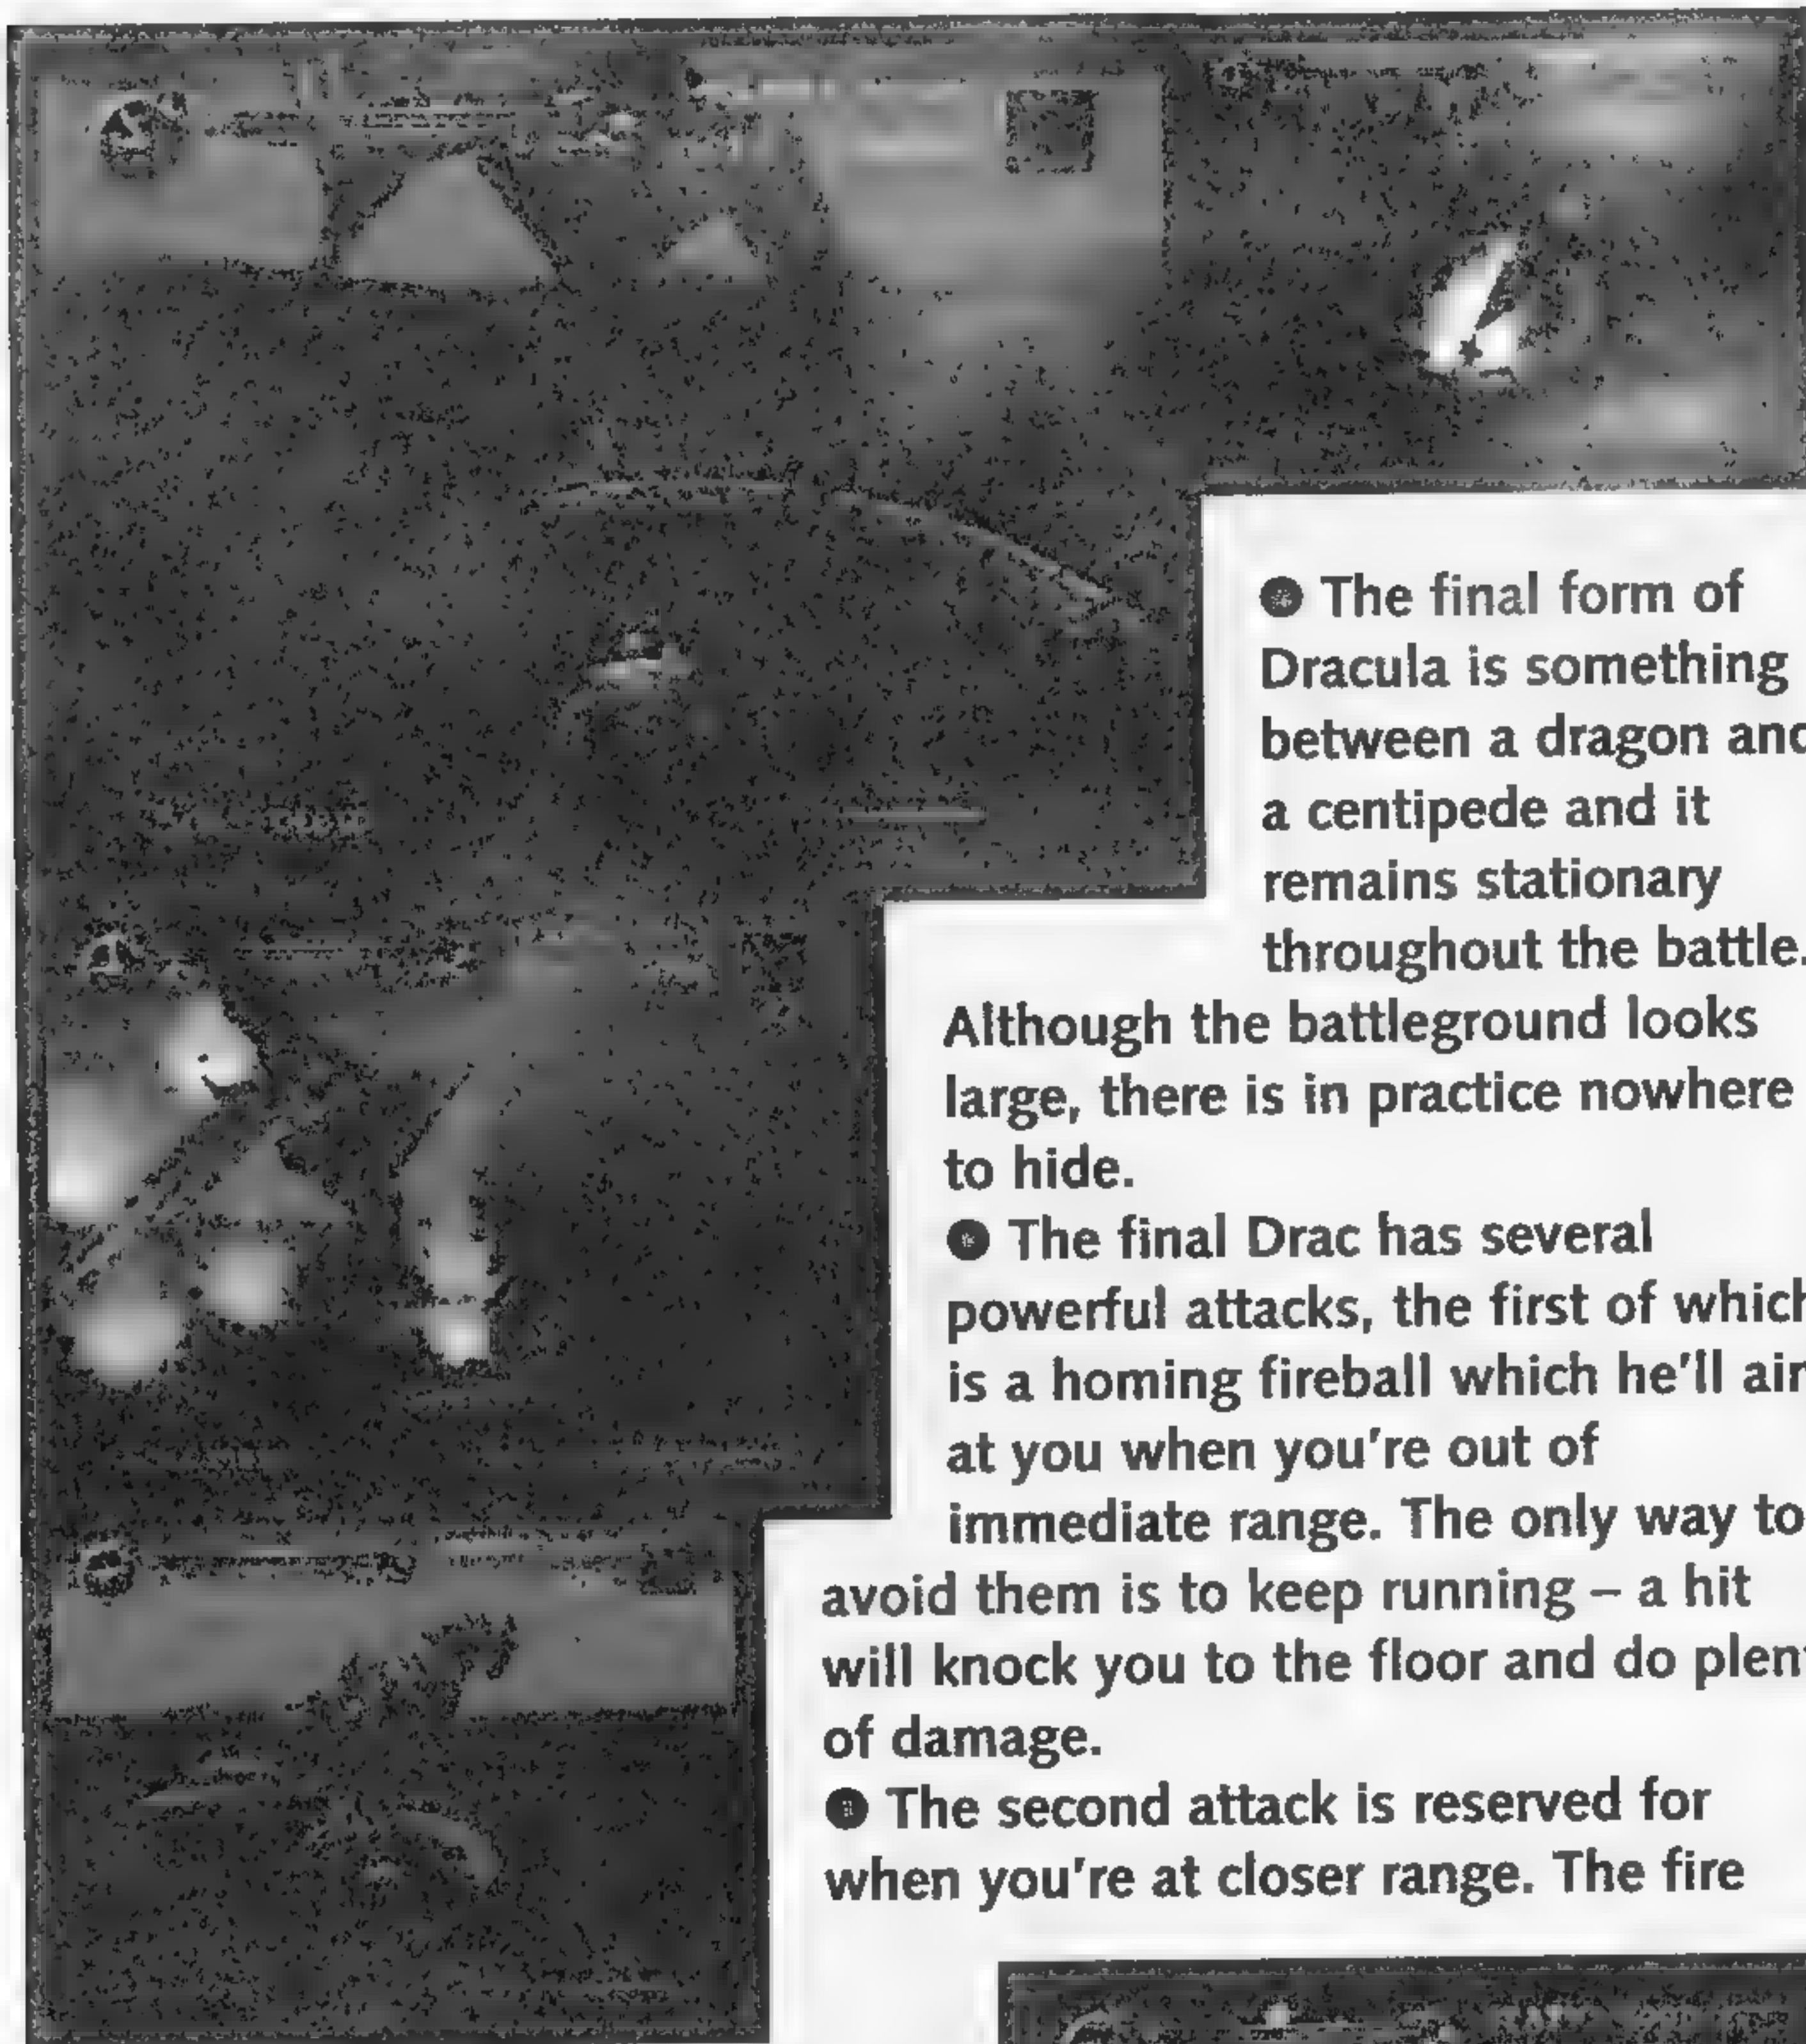 ● The final form of
Dracula is something
between a dragon and
a centipede and it
remains stationary
throughout the battle.
Although the battleground looks
large, there is in practice nowhere
to hide.
● The final Drac has several
powerful attacks, the first of which
is a homing fireball which he'll aim
at you when you're out of
immediate range. The only way to
avoid them is to keep running – a hit
will knock you to the floor and do plent
of damage.
● The second attack is reserved for
when you're at closer range. The fire